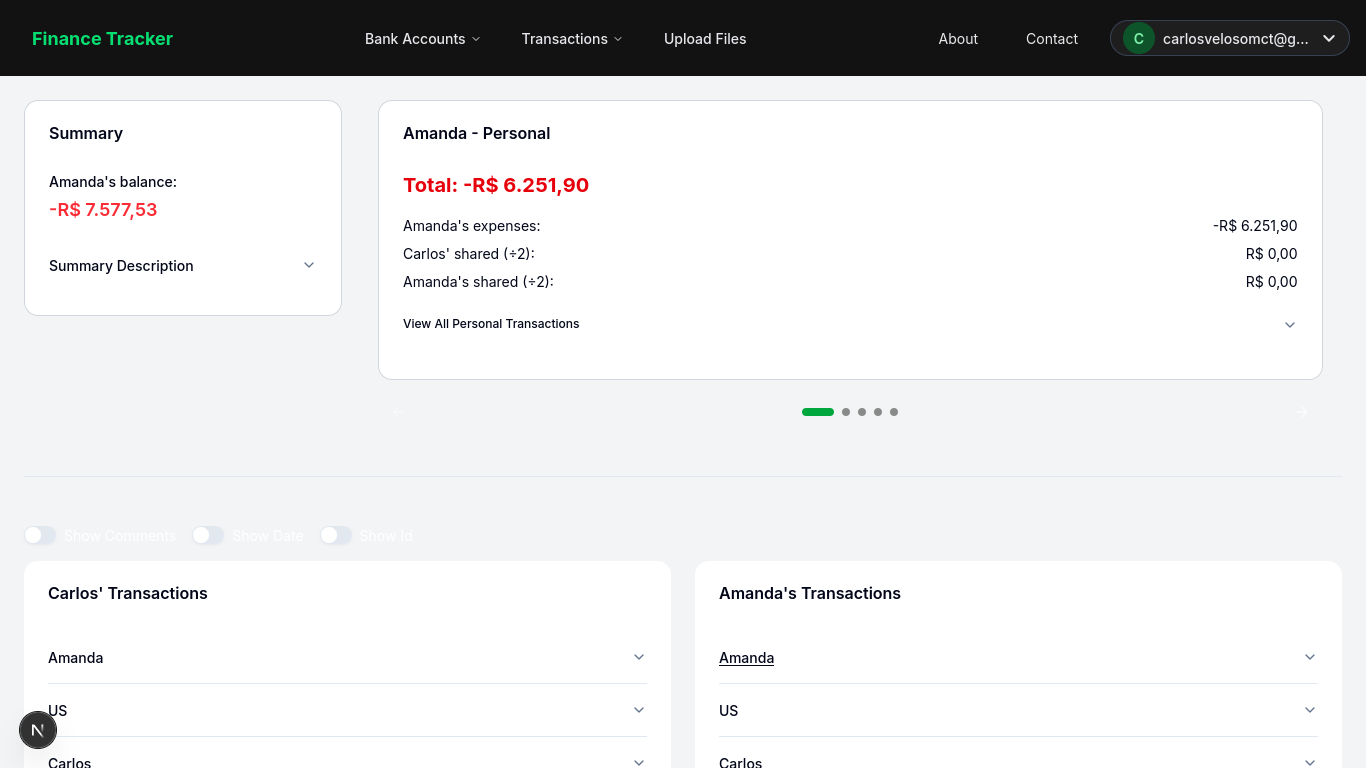 Finance Tracker
Bank Accounts
Transactions
Upload Files
About
Contact
C
carlosvelosomct@g...
Summary
Amanda's balance:
-R$ 7.577,53
Summary Description
Amanda - Personal
Total: -R$ 6.251,90
Amanda's expenses: -R$ 6.251,90
Carlos' shared (÷2): R$ 0,00
Amanda's shared (÷2): R$ 0,00
View All Personal Transactions
Show Comments
Show Date
Show Id
Carlos' Transactions
Amanda
US
Carlos
Amanda's Transactions
Amanda
US
Carlos
N